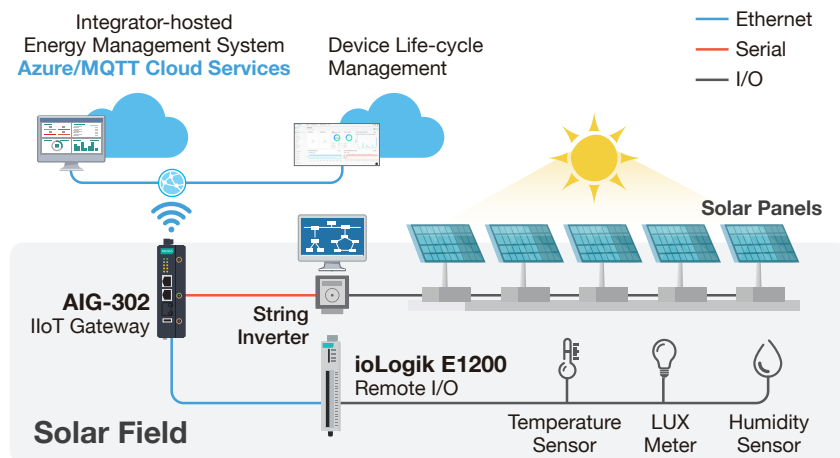 Integrator-hosted
Energy Management System
Azure/MQTT Cloud Services
Device Life-cycle
Management
Ethernet
Serial
I/O
Solar Panels
AIG-302
IIoT Gateway
String
Inverter
ioLogik E1200
Remote I/O
Temperature
Sensor
LUX
Meter
Humidity
Sensor
Solar Field